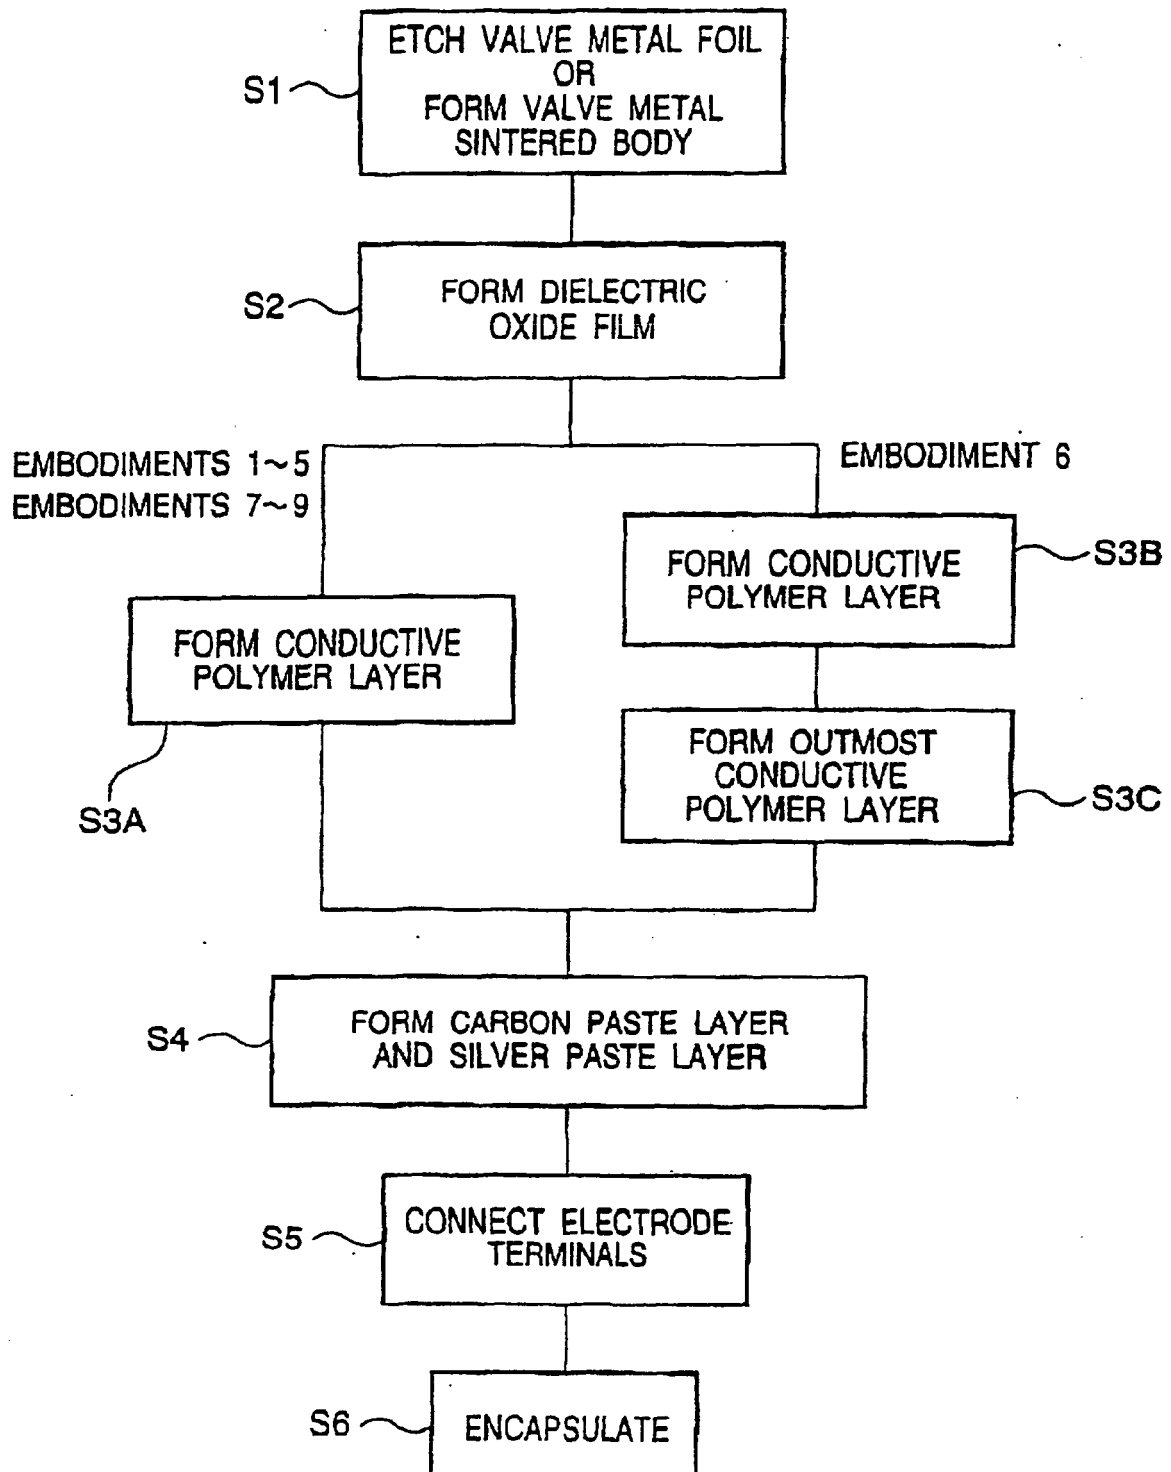 ETCH VALVE METAL FOIL
OR
FORM VALVE METAL
SINTERED BODY
S1
FORM DIELECTRIC
OXIDE FILM
S2
EMBODIMENTS 1~5
EMBODIMENTS 7~9
EMBODIMENT 6
FORM CONDUCTIVE
POLYMER LAYER
S3B
FORM CONDUCTIVE
POLYMER LAYER
S3A
FORM OUTMOST
CONDUCTIVE
POLYMER LAYER
S3C
S4
FORM CARBON PASTE LAYER
AND SILVER PASTE LAYER
S5
CONNECT ELECTRODE
TERMINALS
S6
ENCAPSULATE